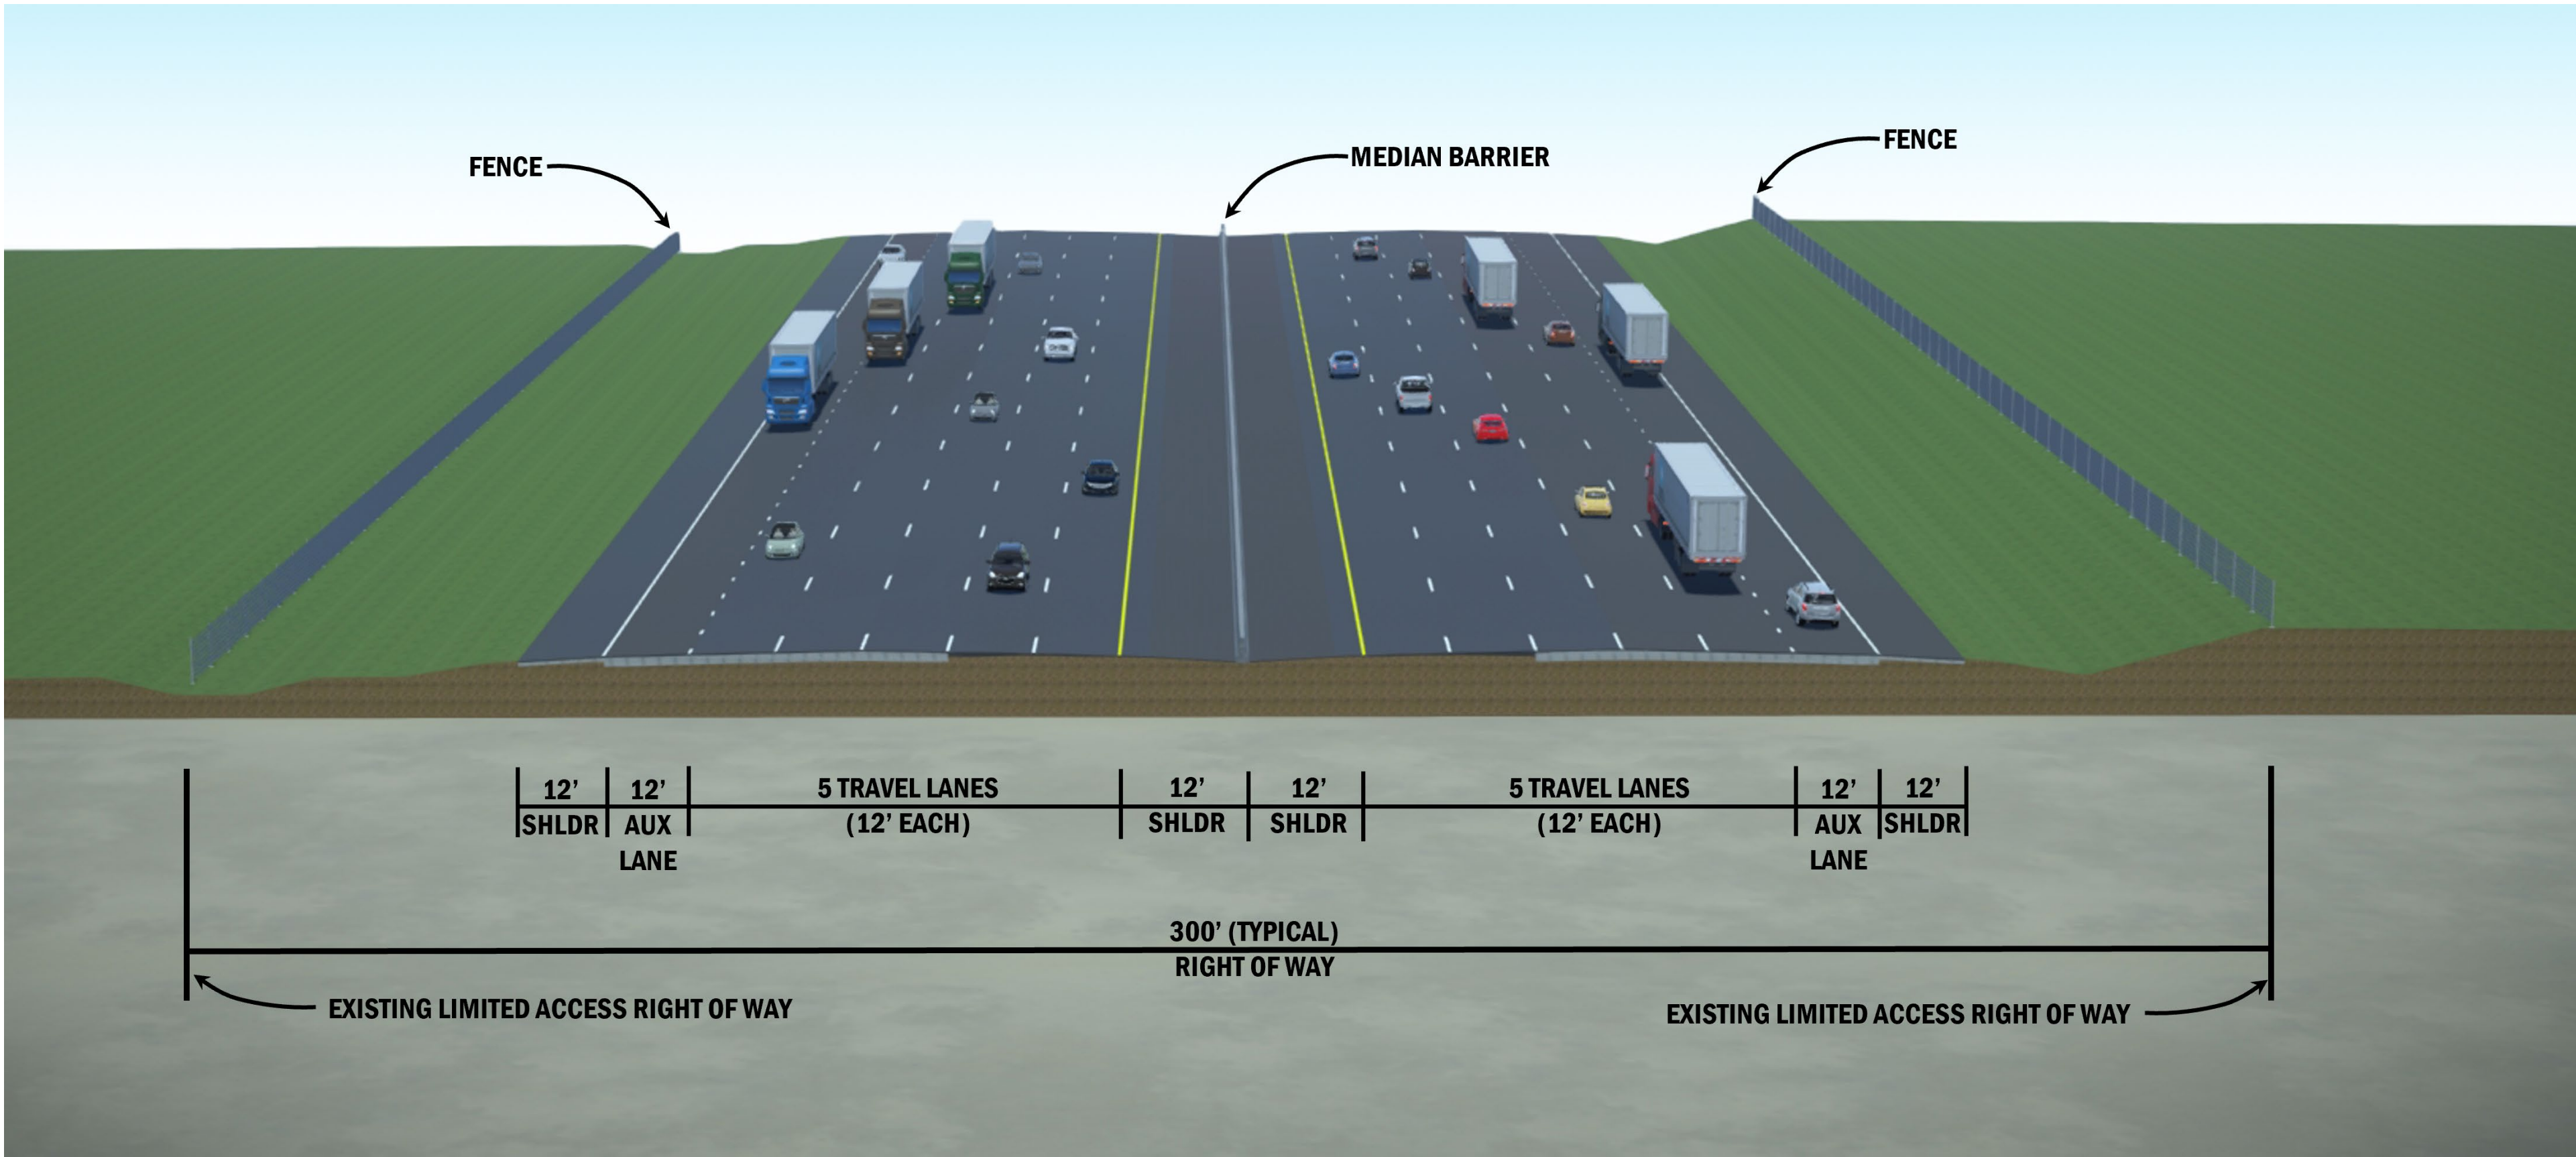 FENCE
MEDIAN BARRIER
FENCE
12’
SHLDR
12’
AUX
LANE
5 TRAVEL LANES
(12’ EACH)
12’
SHLDR
12’
SHLDR
5 TRAVEL LANES
(12’ EACH)
12’
AUX
LANE
12’
SHLDR
300’ (TYPICAL)
RIGHT OF WAY
EXISTING LIMITED ACCESS RIGHT OF WAY
EXISTING LIMITED ACCESS RIGHT OF WAY